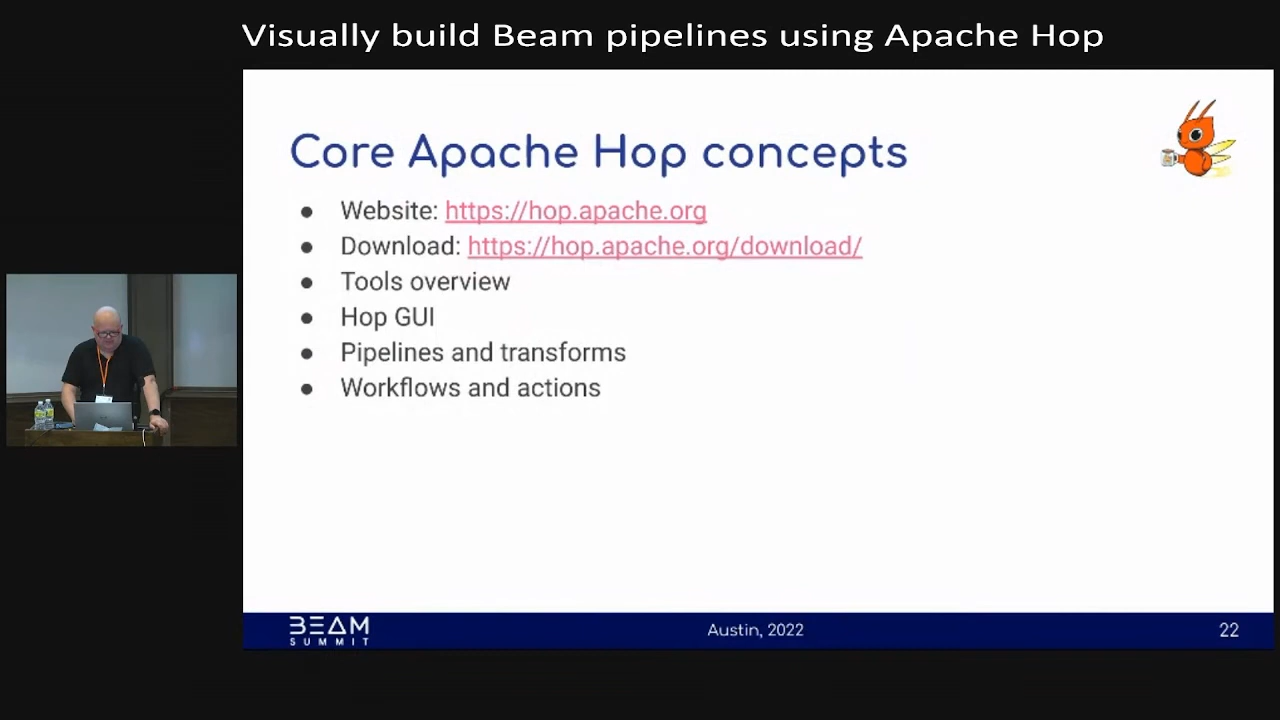 Visually build Beam pipelines using Apache Hop
Core Apache Hop concepts
● Website: https://hop.apache.org
● Download: https://hop.apache.org/download/
● Tools overview
● Hop GUI
● Pipelines and transforms
● Workflows and actions
BEAM
SUMMIT
Austin, 2022
22